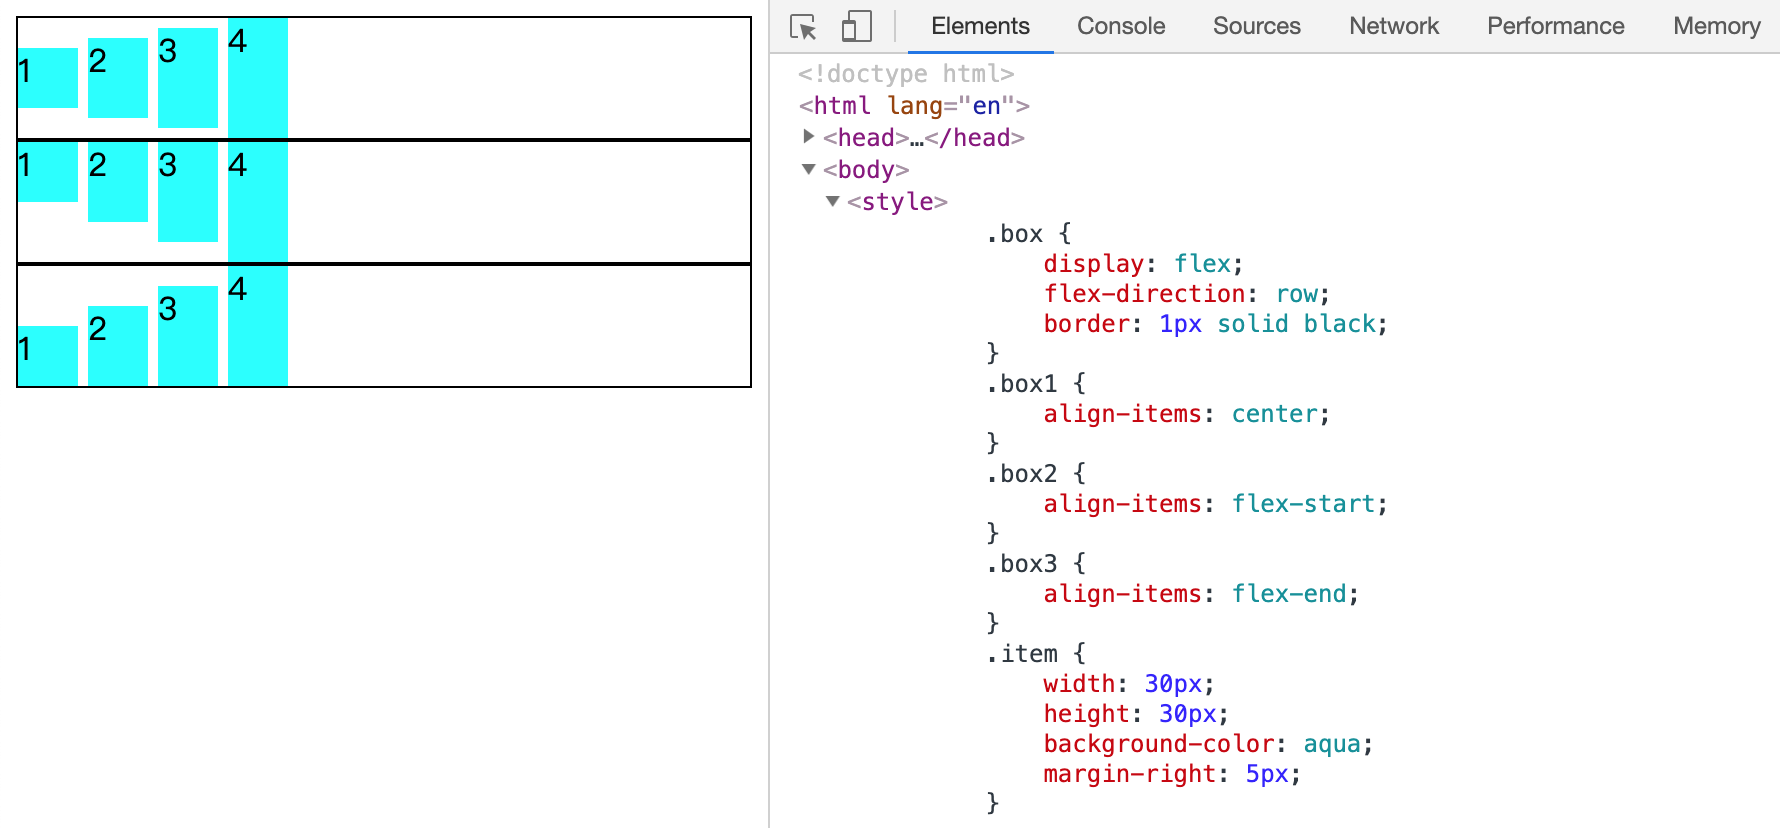 1 2 3 4
1 2 3 4
1 2 3 4
Elements Console Sources Network Performance Memory
<!doctype html>
<html lang="en">
<head>…</head>
<body>
<style>
.box {
display: flex;
flex-direction: row;
border: 1px solid black;
}
.box1 {
align-items: center;
}
.box2 {
align-items: flex-start;
}
.box3 {
align-items: flex-end;
}
.item {
width: 30px;
height: 30px;
background-color: aqua;
margin-right: 5px;
}